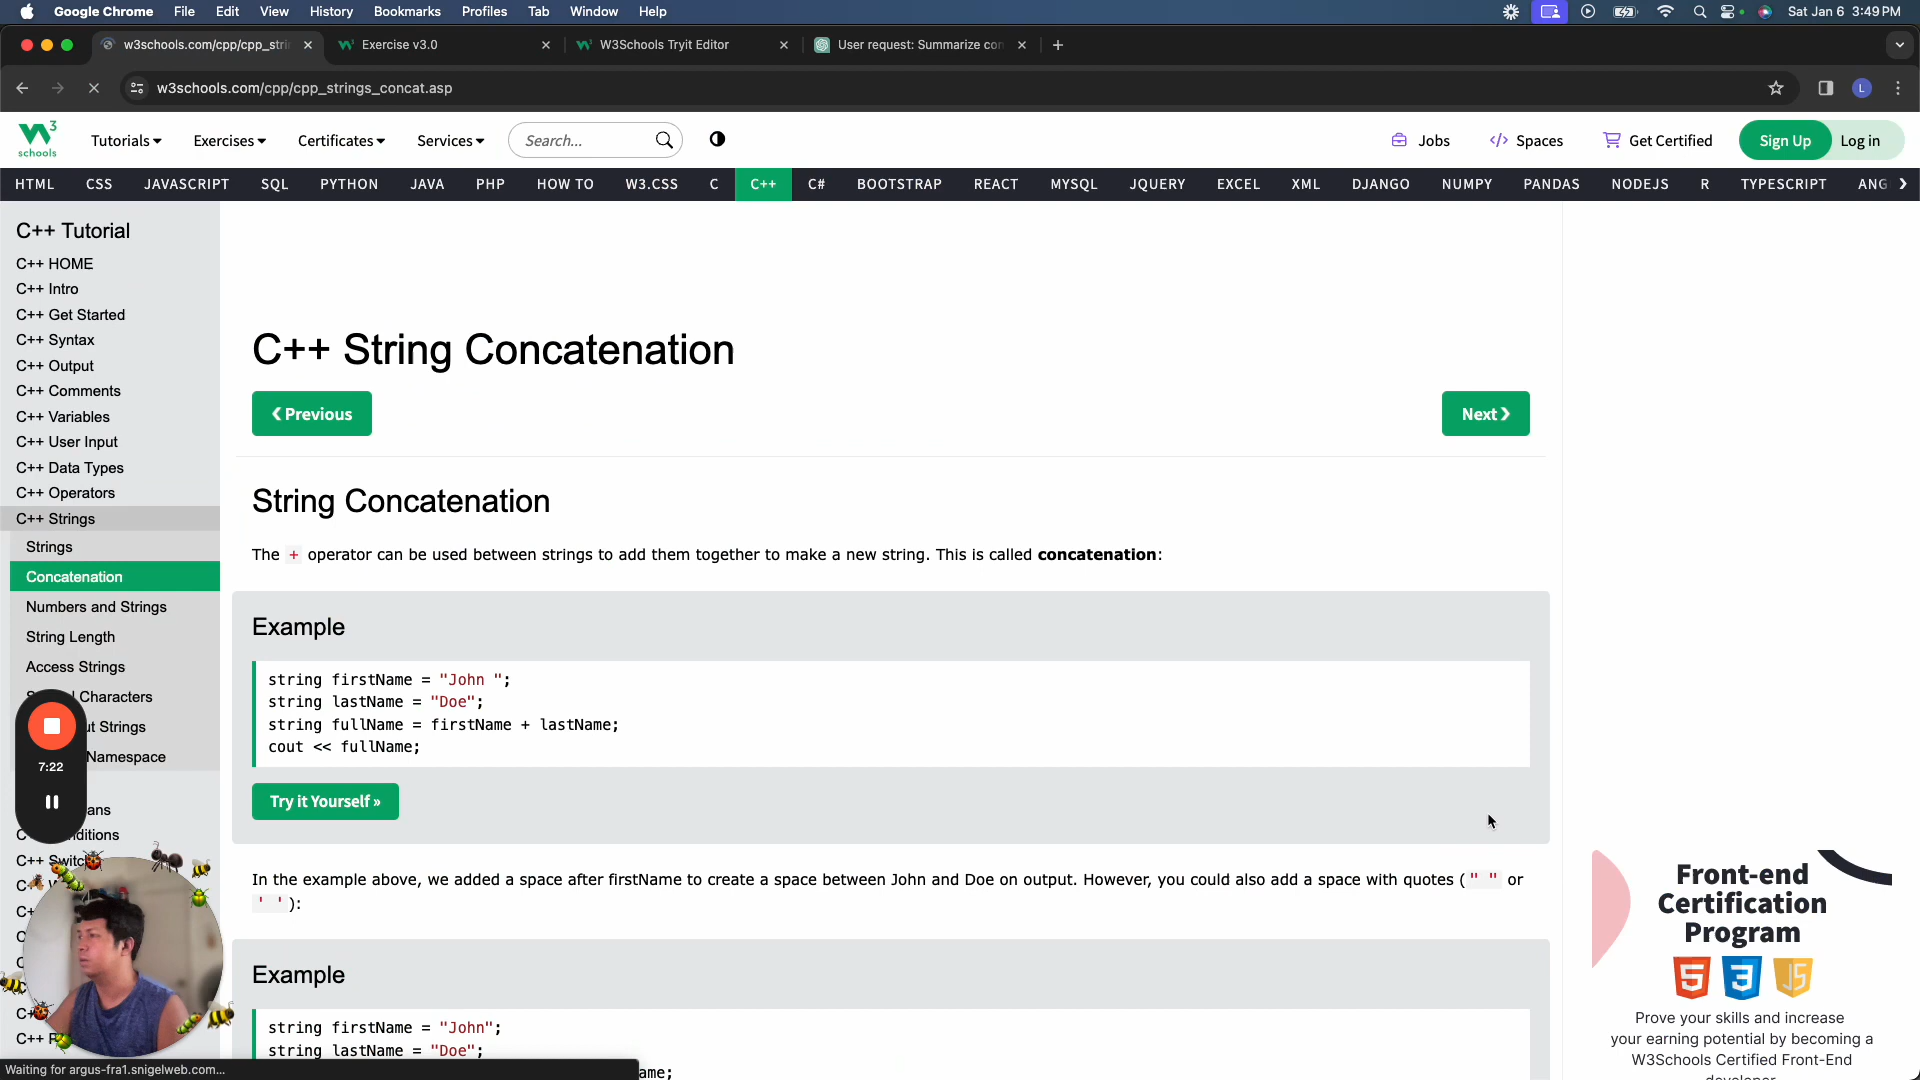 Google Chrome File Edit View History Bookmarks Profiles Tab Window Help Sat Jan 6 3:49 PM
w3schools.com/cpp/cpp_stri Exercise v3.0 W3Schools Tryit Editor User request: Summarize con
w3schools.com/cpp/cpp_strings_concat.asp L
W3 schools Tutorials Exercises Certificates Services Search... Jobs Spaces Get Certified Sign Up Log in
HTML CSS JAVASCRIPT SQL PYTHON JAVA PHP HOW TO W3.CSS C C++ C# BOOTSTRAP REACT MYSQL JQUERY EXCEL XML DJANGO NUMPY PANDAS NODEJS R TYPESCRIPT ANG
C++ Tutorial
C++ HOME
C++ Intro
C++ Get Started
C++ Syntax
C++ Output
C++ Comments
C++ Variables
C++ User Input
C++ Data Types
C++ Operators
C++ Strings
Strings
Concatenation
Numbers and Strings
String Length
Access Strings
Characters
ut Strings
Namespace
ans
ditions
C++ Switch
7:22
C++ String Concatenation
❮ Previous
Next ❯
String Concatenation
The + operator can be used between strings to add them together to make a new string. This is called concatenation:
Example
string firstName = "John ";
string lastName = "Doe";
string fullName = firstName + lastName;
cout << fullName;
Try it Yourself »
In the example above, we added a space after firstName to create a space between John and Doe on output. However, you could also add a space with quotes (" " or
' '):
Example
string firstName = "John";
string lastName = "Doe";
ame;
Front-end
Certification
Program
5 3 JS
Prove your skills and increase
your earning potential by becoming a
W3Schools Certified Front-End
Waiting for argus-fra1.snigelweb.com...